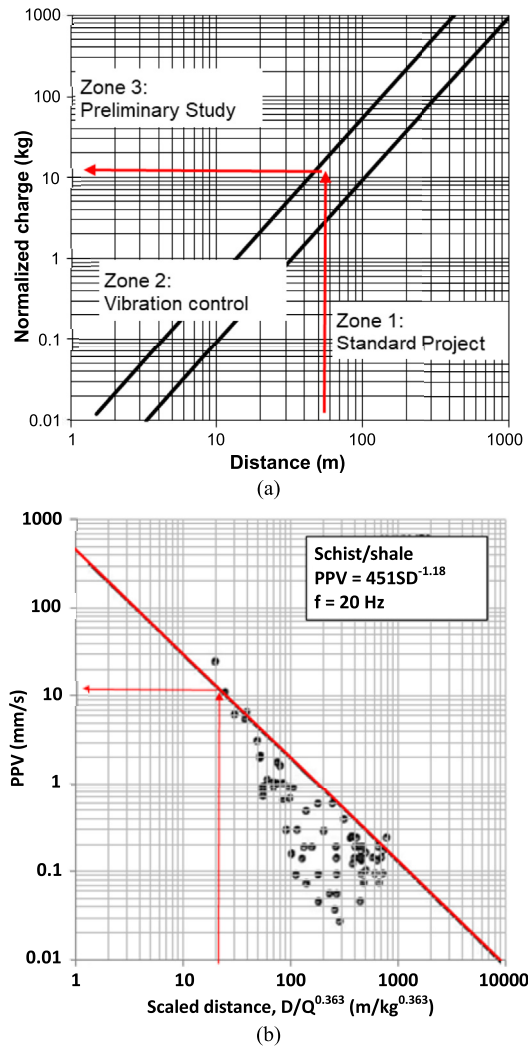 1000
100
10
1
0.1
0.01
Normalized charge (kg)
Zone 3:
Preliminary Study
Zone 2:
Vibration control
Zone 1:
Standard Project
1 10 100 1000
Distance (m)
(a)
1000
100
10
1
0.1
0.01
PPV (mm/s)
Schist/shale
PPV = 451SD^-1.18
f = 20 Hz
1 10 100 1000 10000
Scaled distance, D/Q^0.363 (m/kg^0.363)
(b)